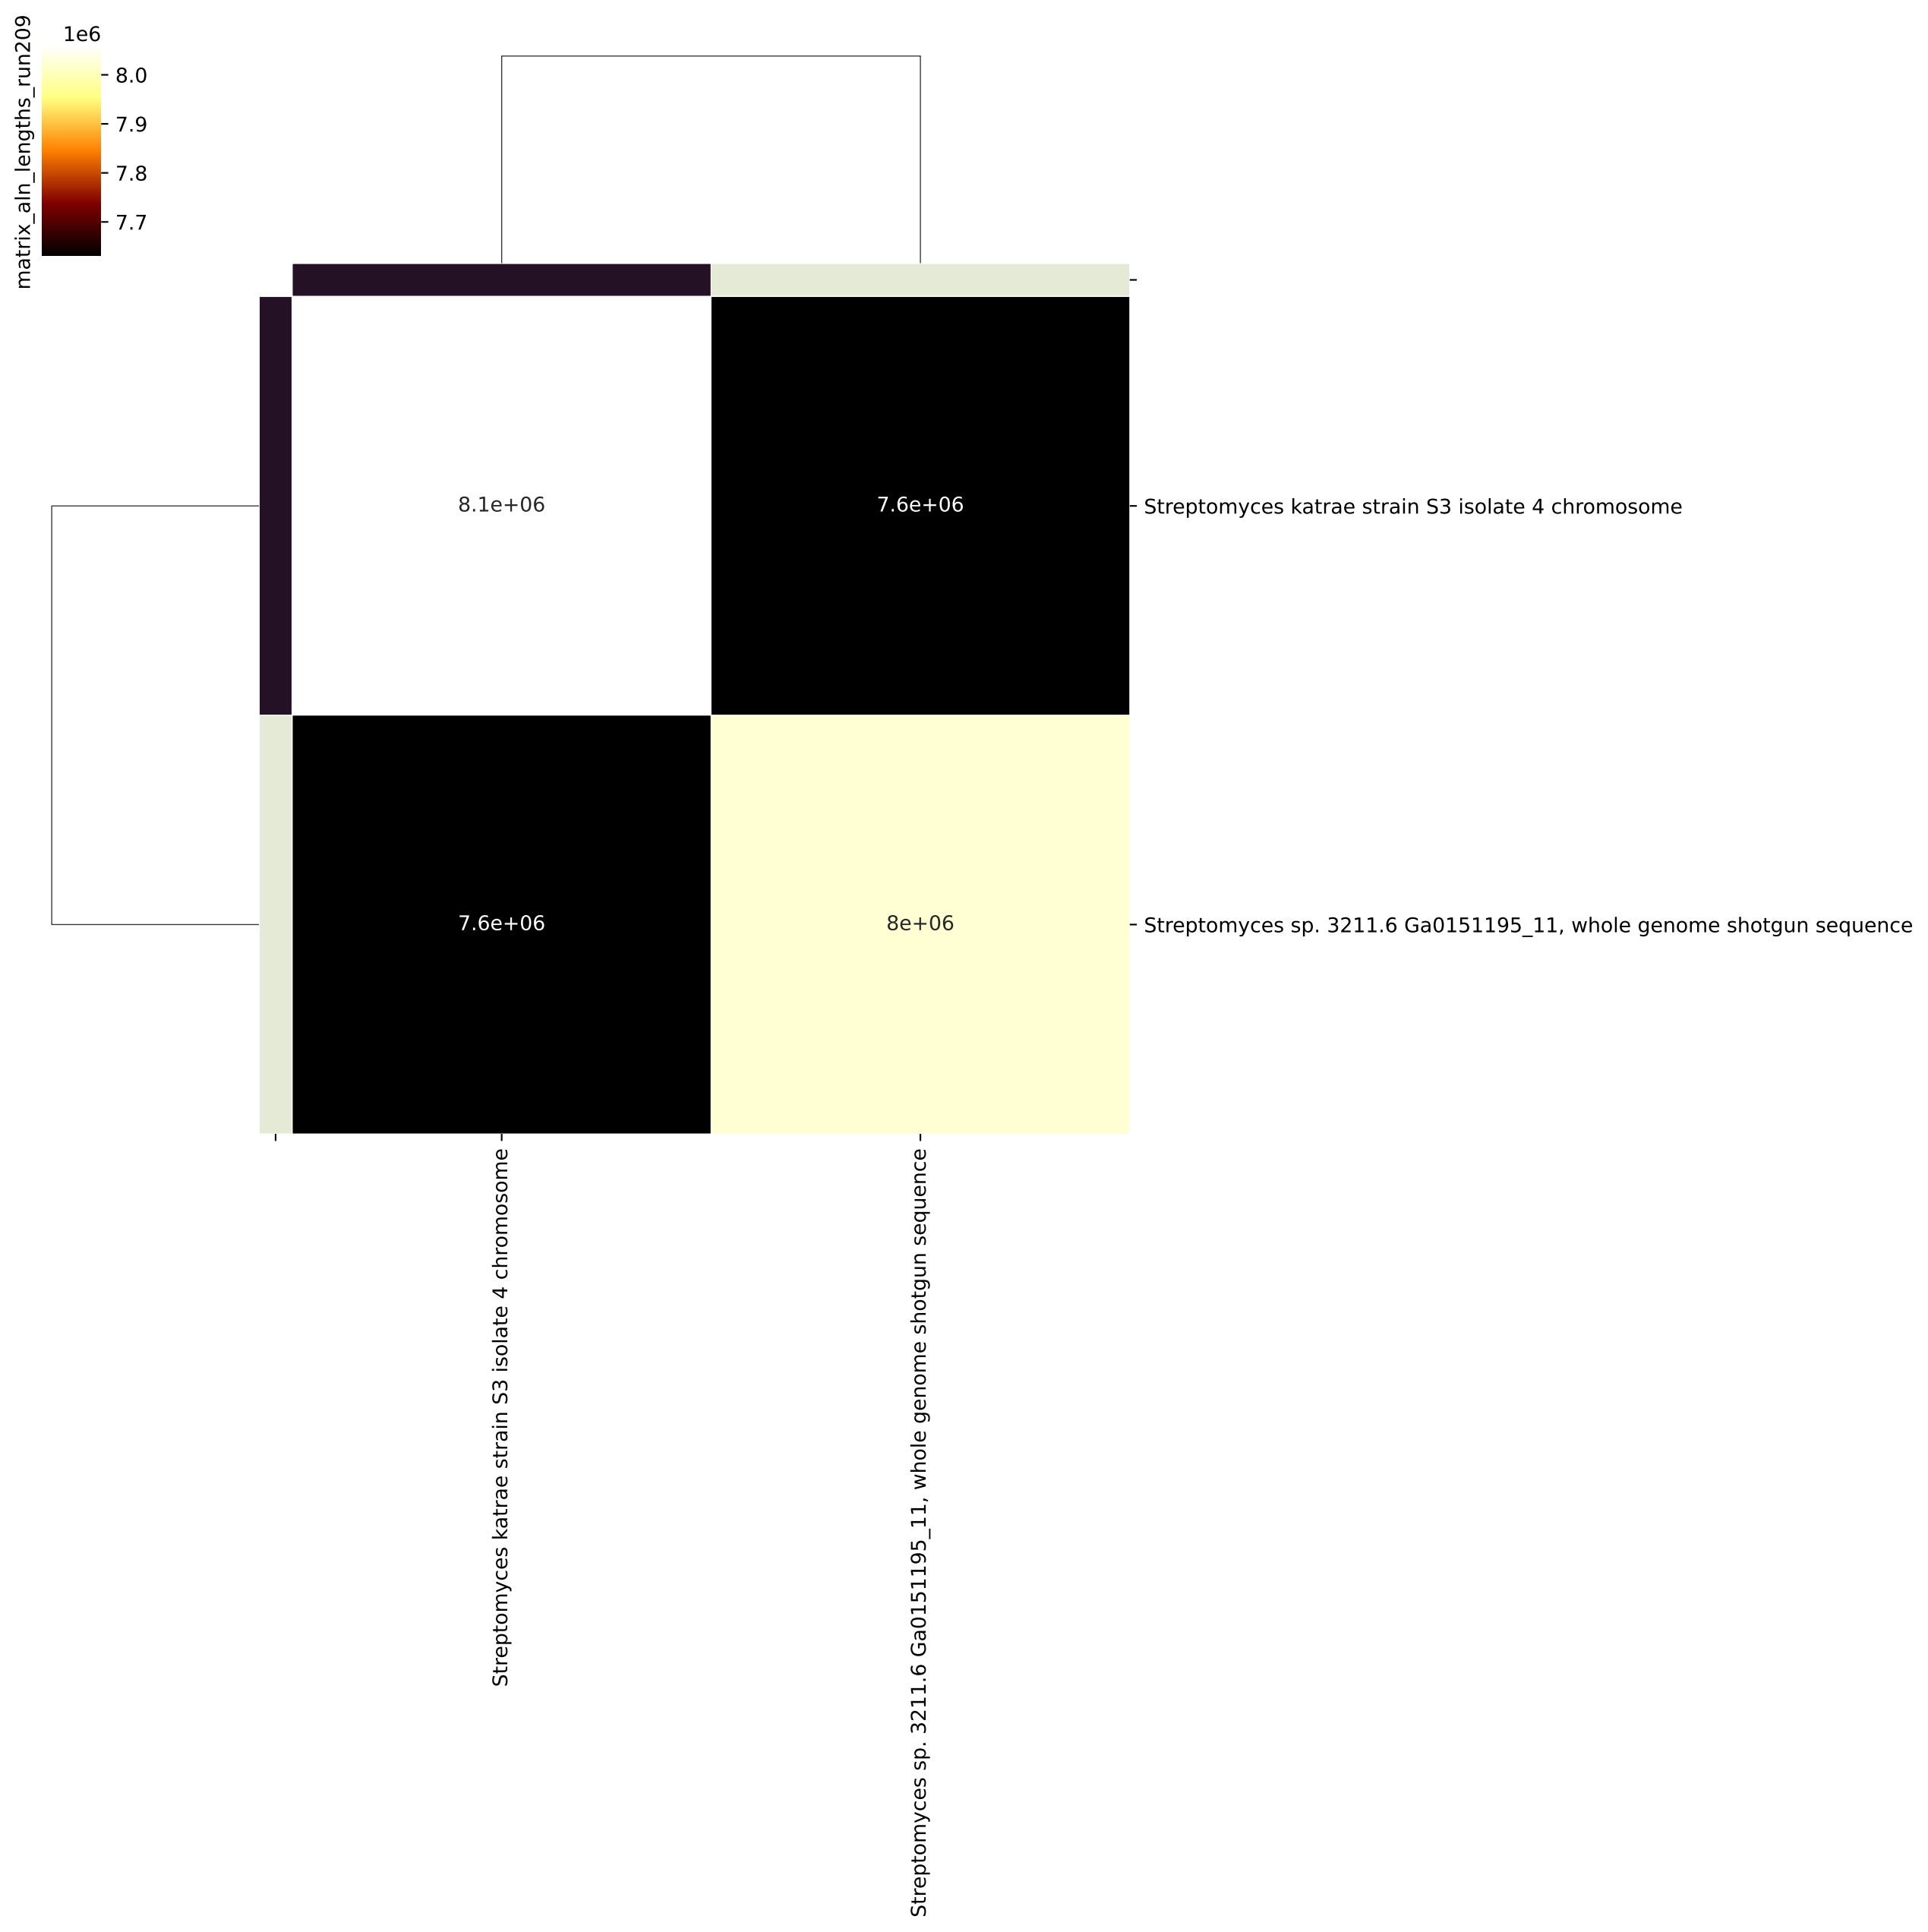 matrix_aln_lengths_run209
1e6
8.0
7.9
7.8
7.7
8.1e+06
7.6e+06
Streptomyces katrae strain S3 isolate 4 chromosome
7.6e+06
8e+06
Streptomyces sp. 3211.6 Ga0151195_11, whole genome shotgun sequence
Streptomyces katrae strain S3 isolate 4 chromosome
Streptomyces sp. 3211.6 Ga0151195_11, whole genome shotgun sequence